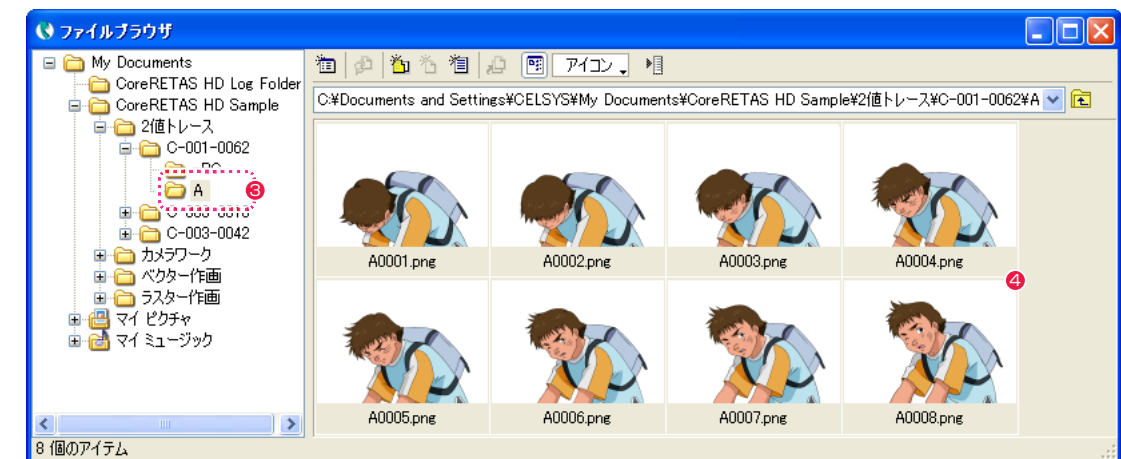 ファイルブラウザ
My Documents
CoreRETAS HD Log Folder
CoreRETAS HD Sample
2値トレース
C-001-0062
A
3
C-003-0042
カメラワーク
ベクター作画
ラスター作画
マイ ピクチャ
マイ ミュージック
アイコン
C:¥Documents and Settings¥CELSYS¥My Documents¥CoreRETAS HD Sample¥2値トレース¥C-001-0062¥A
A0001.png
A0002.png
A0003.png
A0004.png
4
A0005.png
A0006.png
A0007.png
A0008.png
8 個のアイテム